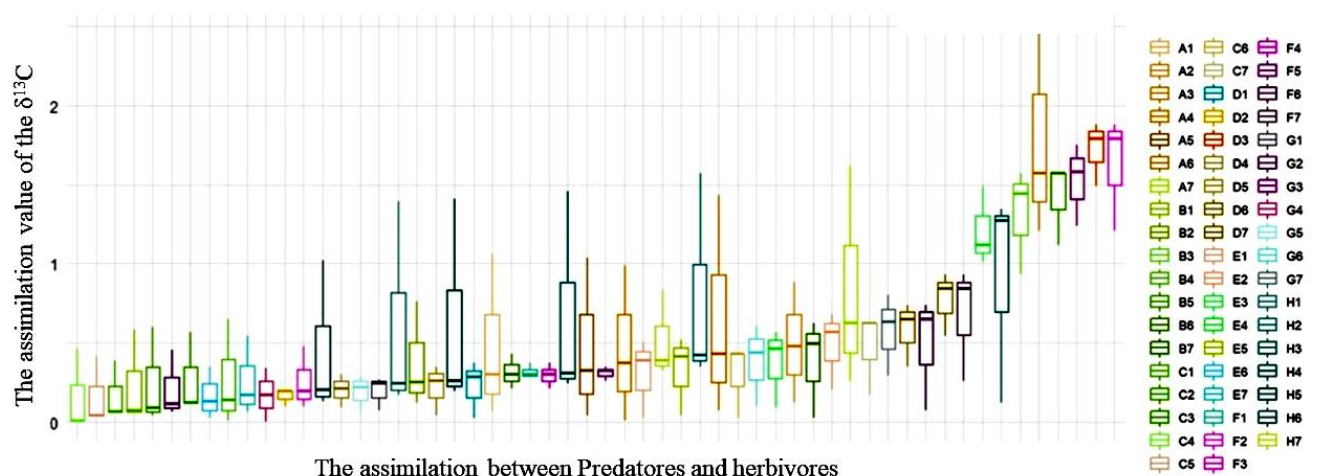 The assimilation value of the δ13C
2
1
0
The assimilation between Predatores and herbivores
A1 C6 F4
A2 C7 F5
A3 D1 F6
A4 D2 F7
A5 D3 G1
A6 D4 G2
A7 D5 G3
B1 D6 G4
B2 D7 G5
B3 E1 G6
B4 E2 G7
B5 E3 H1
B6 E4 H2
B7 E5 H3
C1 E6 H4
C2 E7 H5
C3 F1 H6
C4 F2 H7
C5 F3